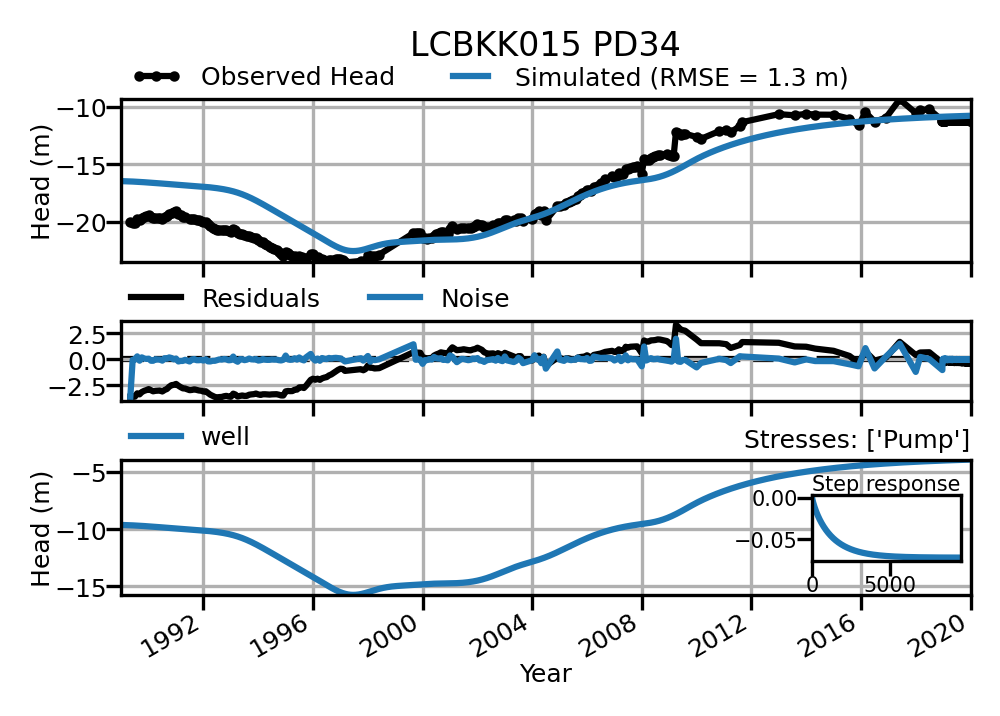 LCBKK015 PD34
Observed Head Simulated (RMSE = 1.3 m)
−10
−15
−20
Head (m)
Residuals Noise
2.5
0.0
−2.5
well Stresses: ['Pump']
−5
−10
−15
Head (m)
Step response
0.00
−0.05
0 5000
1992 1996 2000 2004 2008 2012 2016 2020
Year